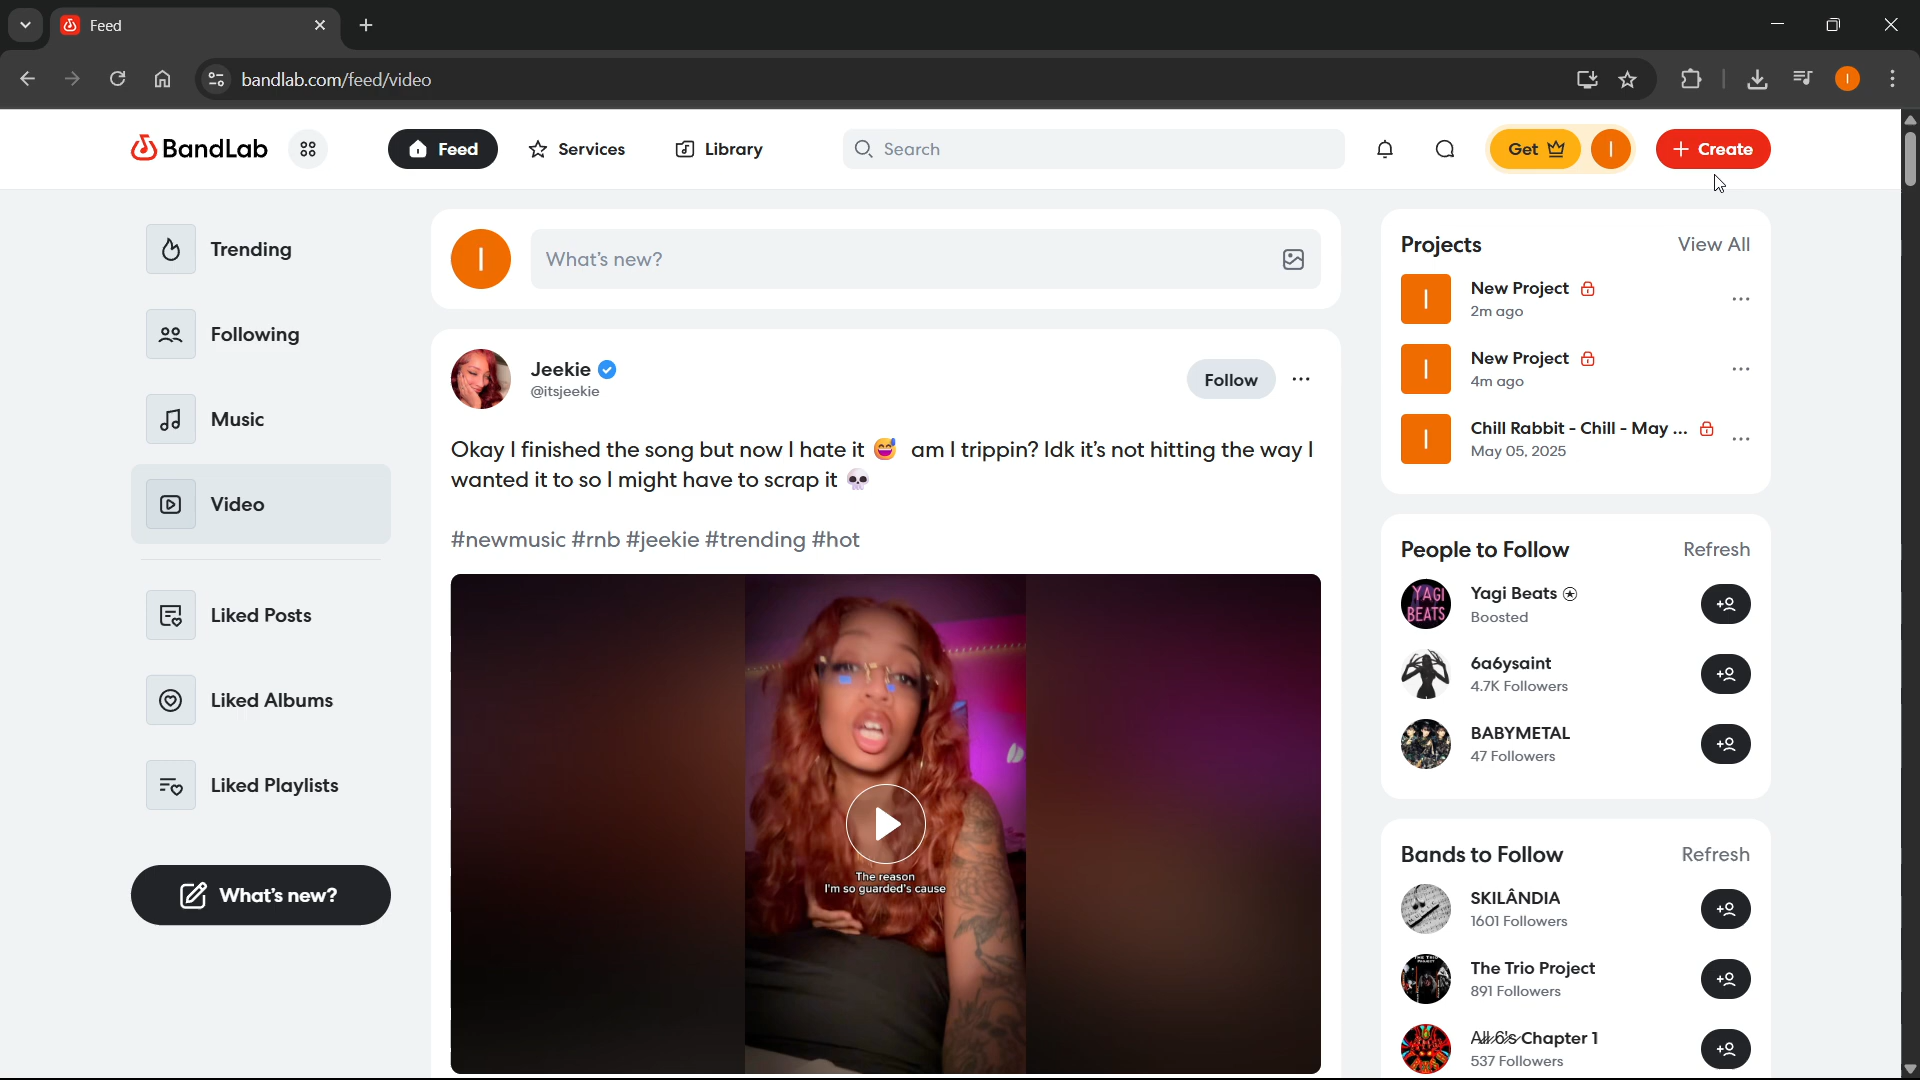 Feed
bandlab.com/feed/video
I
BandLab
Feed
Services
Library
Search
Get
I
Create
Trending
Following
Music
Video
Liked Posts
Liked Albums
Liked Playlists
What's new?
I
What's new?
Jeekie
@itsjeekie
Follow
Okay I finished the song but now I hate it 😅 am I trippin? Idk it's not hitting the way I
wanted it to so I might have to scrap it 💀
#newmusic #rnb #jeekie #trending #hot
The reason
I'm so guarded's cause
Projects
View All
I
New Project
2m ago
I
New Project
4m ago
I
Chill Rabbit - Chill - May ...
May 05, 2025
People to Follow
Refresh
YAGI
BEATS
Yagi Beats
Boosted
6a6ysaint
4.7K Followers
BABYMETAL
47 Followers
Bands to Follow
Refresh
SKILÂNDIA
1601 Followers
The Trio Project
891 Followers
All 6's Chapter 1
537 Followers